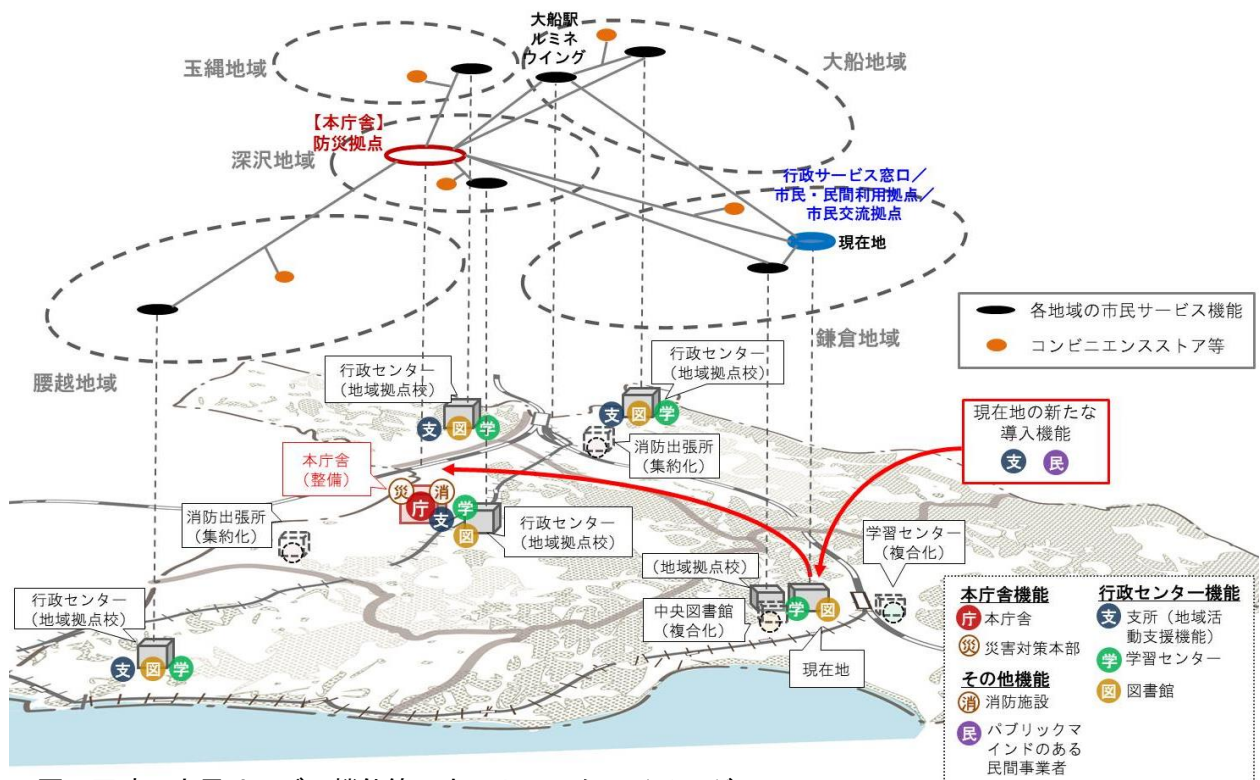 大船駅
ルミネ
ウイング
玉縄地域
大船地域
【本庁舎】
防災拠点
深沢地域
行政サービス窓口／
市民・民間利用拠点／
市民交流拠点
現在地
各地域の市民サービス機能
コンビニエンスストア等
鎌倉地域
腰越地域
行政センター
（地域拠点校）
行政センター
（地域拠点校）
支 図 学
支 図 学
消防出張所
（集約化）
現在地の新たな
導入機能
支 民
本庁舎
（整備）
災 消
庁
支
学
図
行政センター
（地域拠点校）
消防出張所
（集約化）
学習センター
（複合化）
（地域拠点校）
中央図書館
（複合化）
学 図
現在地
行政センター
（地域拠点校）
支 図 学
本庁舎機能
庁 本庁舎
災 災害対策本部
その他機能
消 消防施設
民 パブリックマ
インドのある
民間事業者
行政センター機能
支 支所（地域活
動支援機能）
学 学習センター
図 図書館